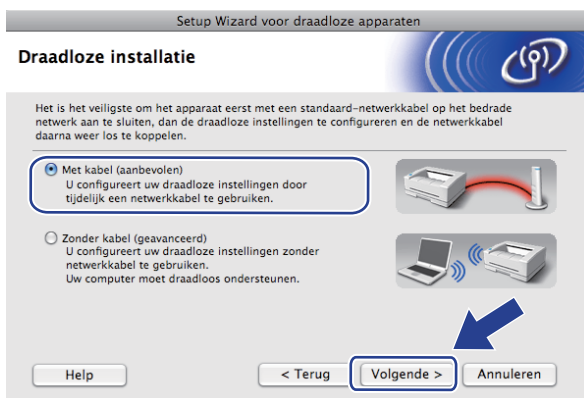 Setup Wizard voor draadloze apparaten
Draadloze installatie
Het is het veiligste om het apparaat eerst met een standaard-netwerkkabel op het bedrade
netwerk aan te sluiten, dan de draadloze instellingen te configureren en de netwerkkabel
daarna weer los te koppelen.
Met kabel (aanbevolen)
U configureert uw draadloze instellingen door
tijdelijk een netwerkkabel te gebruiken.
Zonder kabel (geavanceerd)
U configureert uw draadloze instellingen zonder
netwerkkabel te gebruiken.
Uw computer moet draadloos ondersteunen.
Help
< Terug
Volgende >
Annuleren